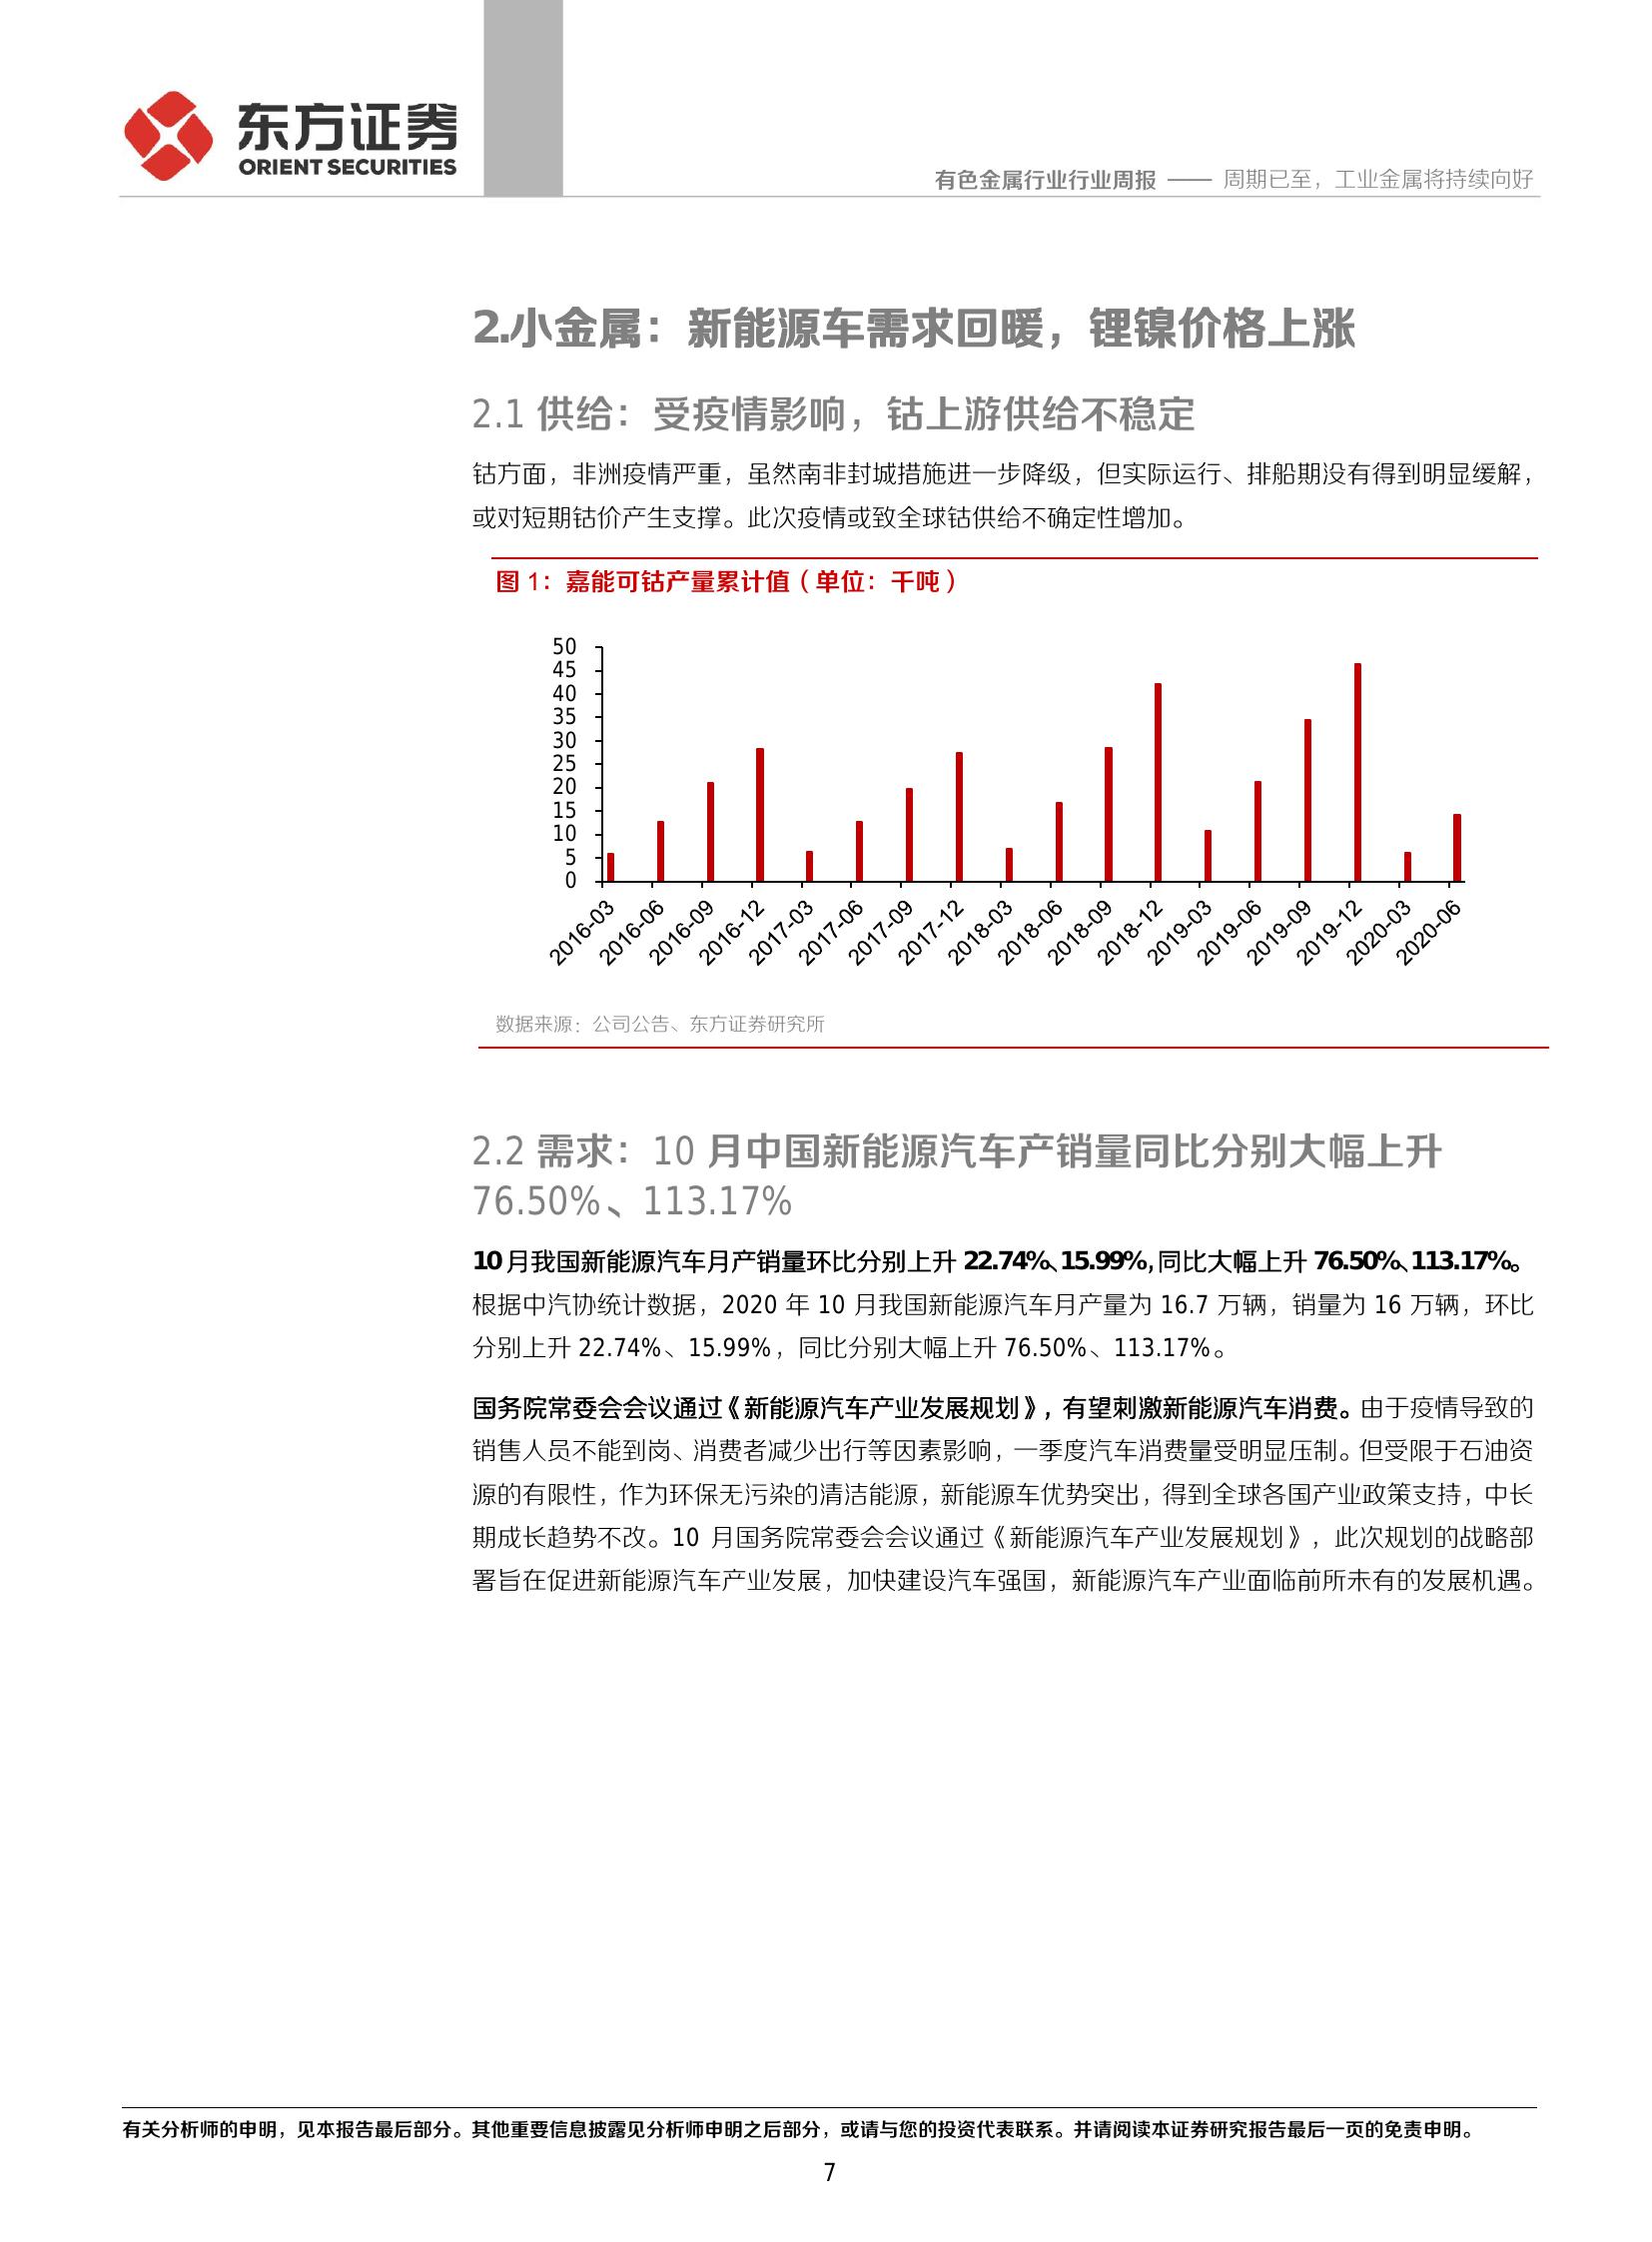 东方证券
ORIENT SECURITIES
有色金属行业行业周报 —— 周期已至，工业金属将持续向好
2.小金属：新能源车需求回暖，锂镍价格上涨
2.1 供给：受疫情影响，钴上游供给不稳定
钴方面，非洲疫情严重，虽然南非封城措施进一步降级，但实际运行、排船期没有得到明显缓解，
或对短期钴价产生支撑。此次疫情或致全球钴供给不确定性增加。
图 1：嘉能可钴产量累计值（单位：千吨）
50
45
40
35
30
25
20
15
10
5
0
2016-03
2016-06
2016-09
2016-12
2017-03
2017-06
2017-09
2017-12
2018-03
2018-06
2018-09
2018-12
2019-03
2019-06
2019-09
2019-12
2020-03
2020-06
数据来源：公司公告、东方证券研究所
2.2 需求：10 月中国新能源汽车产销量同比分别大幅上升
76.50%、113.17%
10 月我国新能源汽车月产销量环比分别上升 22.74%、15.99%，同比大幅上升 76.50%、113.17%。
根据中汽协统计数据，2020 年 10 月我国新能源汽车月产量为 16.7 万辆，销量为 16 万辆，环比
分别上升 22.74%、15.99%，同比分别大幅上升 76.50%、113.17%。
国务院常委会会议通过《新能源汽车产业发展规划》，有望刺激新能源汽车消费。由于疫情导致的
销售人员不能到岗、消费者减少出行等因素影响，一季度汽车消费量受明显压制。但受限于石油资
源的有限性，作为环保无污染的清洁能源，新能源车优势突出，得到全球各国产业政策支持，中长
期成长趋势不改。10 月国务院常委会会议通过《新能源汽车产业发展规划》，此次规划的战略部
署旨在促进新能源汽车产业发展，加快建设汽车强国，新能源汽车产业面临前所未有的发展机遇。
有关分析师的申明，见本报告最后部分。其他重要信息披露见分析师申明之后部分，或请与您的投资代表联系。并请阅读本证券研究报告最后一页的免责申明。
7